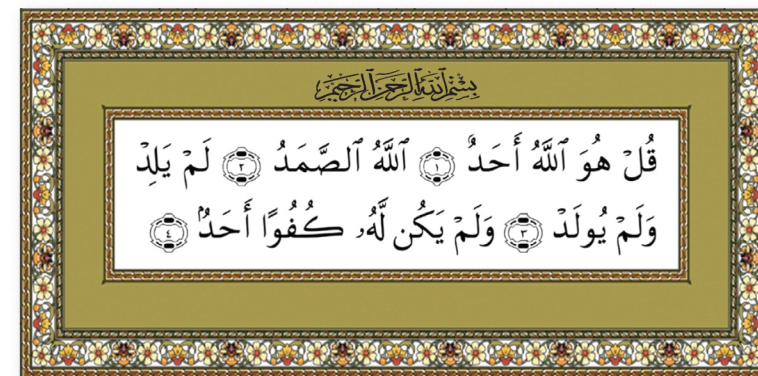 بِسْمِ ٱللَّهِ ٱلرَّحْمَٰنِ ٱلرَّحِيمِ
قُلْ هُوَ ٱللَّهُ أَحَدٌ ١ ٱللَّهُ ٱلصَّمَدُ ٢ لَمْ يَلِدْ
وَلَمْ يُولَدْ ٣ وَلَمْ يَكُن لَّهُۥ كُفُوًا أَحَدٌۢ ٤